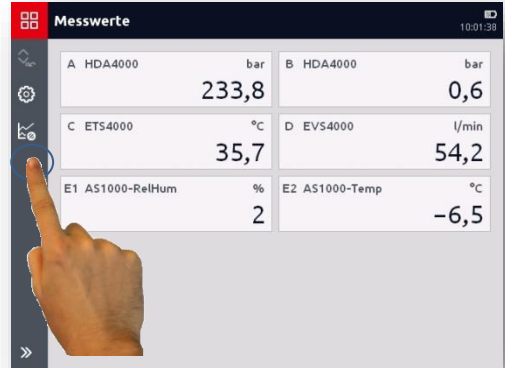 Messwerte
10:01:38
A HDA4000 bar
233,8
B HDA4000 bar
0,6
C ETS4000 °C
35,7
D EVS4000 l/min
54,2
E1 AS1000-RelHum %
2
E2 AS1000-Temp °C
-6,5